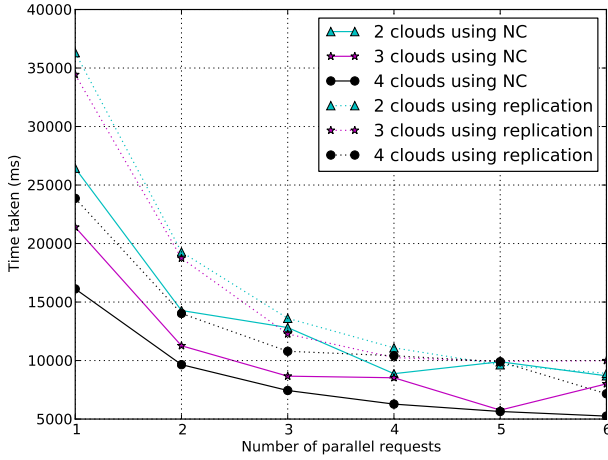 40000
35000
30000
25000
20000
15000
10000
5000
Time taken (ms)
2 clouds using NC
3 clouds using NC
4 clouds using NC
2 clouds using replication
3 clouds using replication
4 clouds using replication
1 2 3 4 5 6
Number of parallel requests